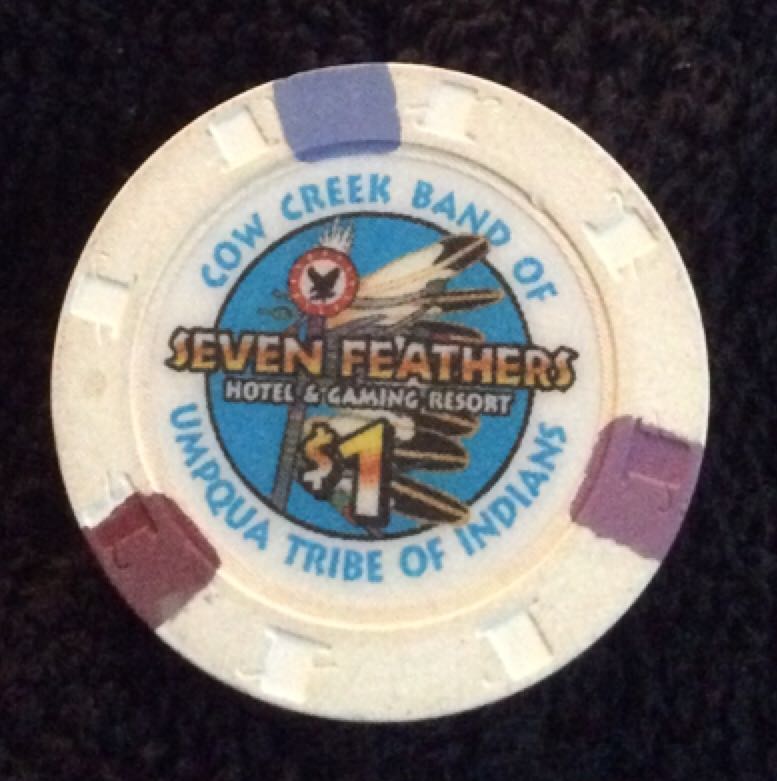 COW CREEK BAND OF
SEVEN FEATHERS
HOTEL & GAMING RESORT
$1
UMPQUA TRIBE OF INDIANS